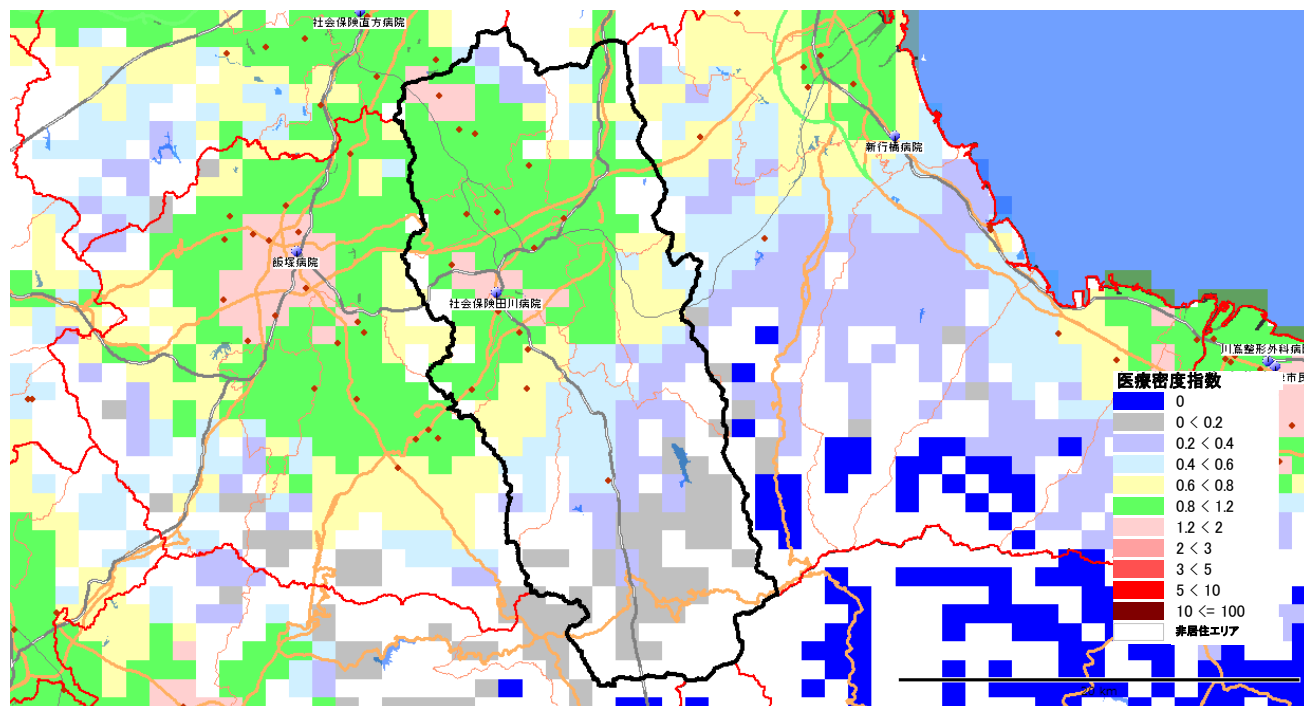 社会保険直方病院
新行橋病院
飯塚病院
社会保険田川病院
川嶌整形外科病院
市民
医療密度指数
0
0 < 0.2
0.2 < 0.4
0.4 < 0.6
0.6 < 0.8
0.8 < 1.2
1.2 < 2
2 < 3
3 < 5
5 < 10
10 <= 100
非居住エリア